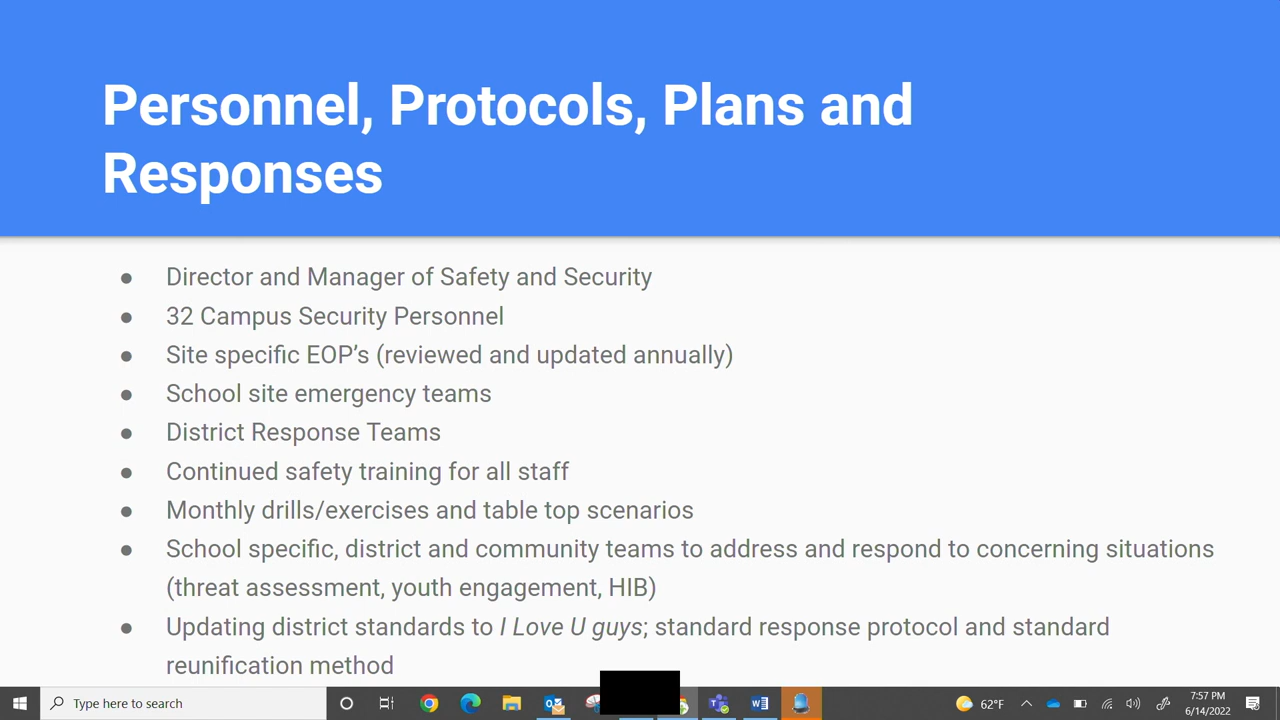 Personnel, Protocols, Plans and
Responses
● Director and Manager of Safety and Security
● 32 Campus Security Personnel
● Site specific EOP’s (reviewed and updated annually)
● School site emergency teams
● District Response Teams
● Continued safety training for all staff
● Monthly drills/exercises and table top scenarios
● School specific, district and community teams to address and respond to concerning situations
(threat assessment, youth engagement, HIB)
● Updating district standards to I Love U guys; standard response protocol and standard
reunification method
Type here to search
62°F
7:57 PM
6/14/2022